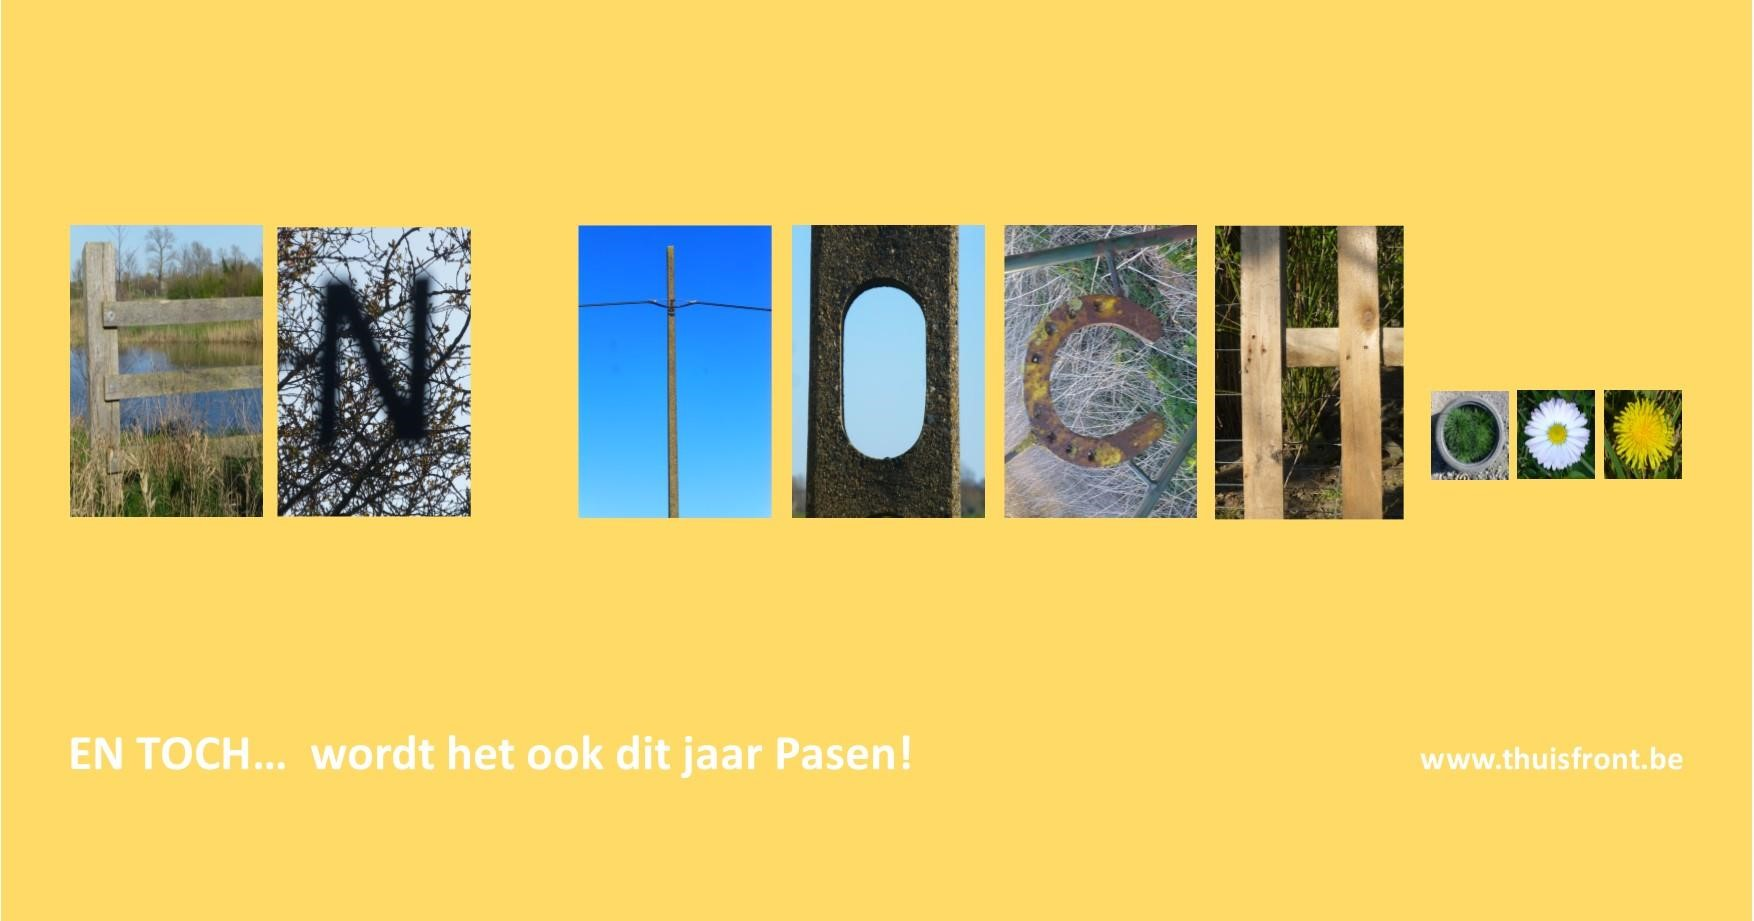 EN TOCH...
EN TOCH... wordt het ook dit jaar Pasen!
www.thuisfront.be